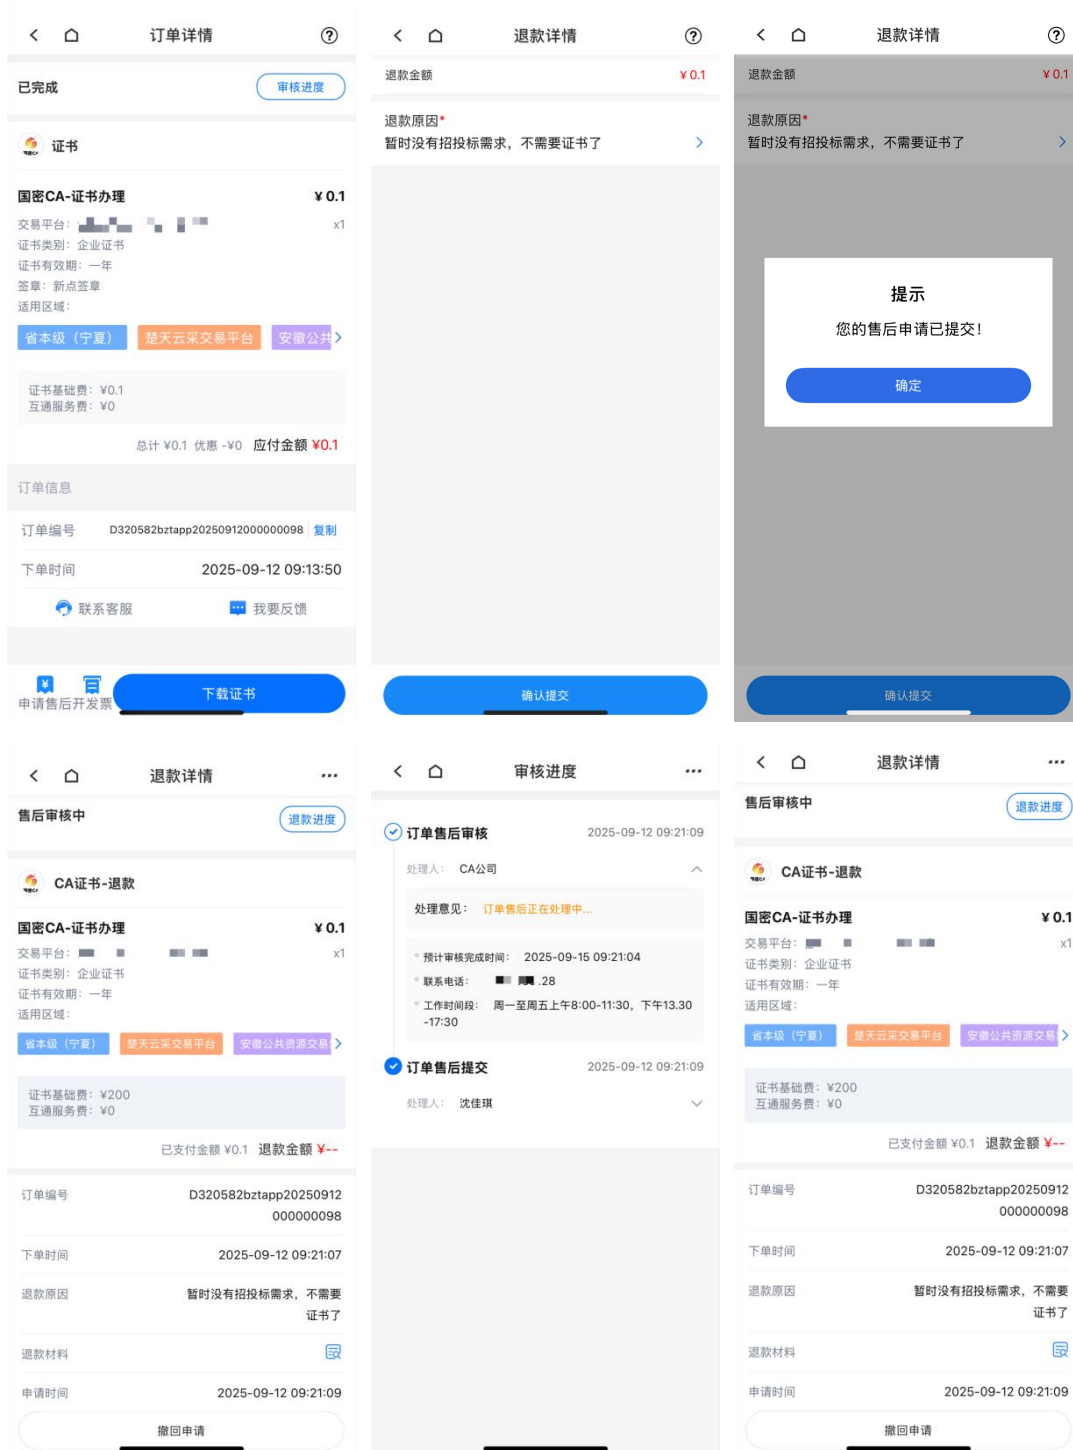 订单详情
已完成
审核进度
证书
国密CA-证书办理
¥ 0.1
交易平台：
x1
证书类别：企业证书
证书有效期：一年
签章：新点签章
适用区域：
省本级（宁夏）
楚天云采交易平台
安徽公共
证书基础费：¥0.1
互通服务费：¥0
总计 ¥0.1 优惠 -¥0 应付金额 ¥0.1
订单信息
订单编号
D320582bztapp20250912000000098
复制
下单时间
2025-09-12 09:13:50
联系客服
我要反馈
申请售后
开发票
下载证书
退款详情
退款金额
¥ 0.1
退款原因*
暂时没有招投标需求，不需要证书了
确认提交
退款详情
退款金额
¥ 0.1
退款原因*
暂时没有招投标需求，不需要证书了
提示
您的售后申请已提交！
确定
确认提交
退款详情
售后审核中
退款进度
CA证书-退款
国密CA-证书办理
¥ 0.1
交易平台：
x1
证书类别：企业证书
证书有效期：一年
适用区域：
省本级（宁夏）
楚天云采交易平台
安徽公共资源交易
证书基础费：¥200
互通服务费：¥0
已支付金额 ¥0.1 退款金额 ¥--
订单编号
D320582bztapp20250912
000000098
下单时间
2025-09-12 09:21:07
退款原因
暂时没有招投标需求，不需要
证书了
退款材料
申请时间
2025-09-12 09:21:09
撤回申请
审核进度
订单售后审核
2025-09-12 09:21:09
处理人：CA公司
处理意见：订单售后正在处理中...
预计审核完成时间：2025-09-15 09:21:04
联系电话：.28
工作时间段：周一至周五上午8:00-11:30，下午13.30
-17:30
订单售后提交
2025-09-12 09:21:09
处理人：沈佳琪
退款详情
售后审核中
退款进度
CA证书-退款
国密CA-证书办理
¥ 0.1
交易平台：
x1
证书类别：企业证书
证书有效期：一年
适用区域：
省本级（宁夏）
楚天云采交易平台
安徽公共资源交易
证书基础费：¥200
互通服务费：¥0
已支付金额 ¥0.1 退款金额 ¥--
订单编号
D320582bztapp20250912
000000098
下单时间
2025-09-12 09:21:07
退款原因
暂时没有招投标需求，不需要
证书了
退款材料
申请时间
2025-09-12 09:21:09
撤回申请